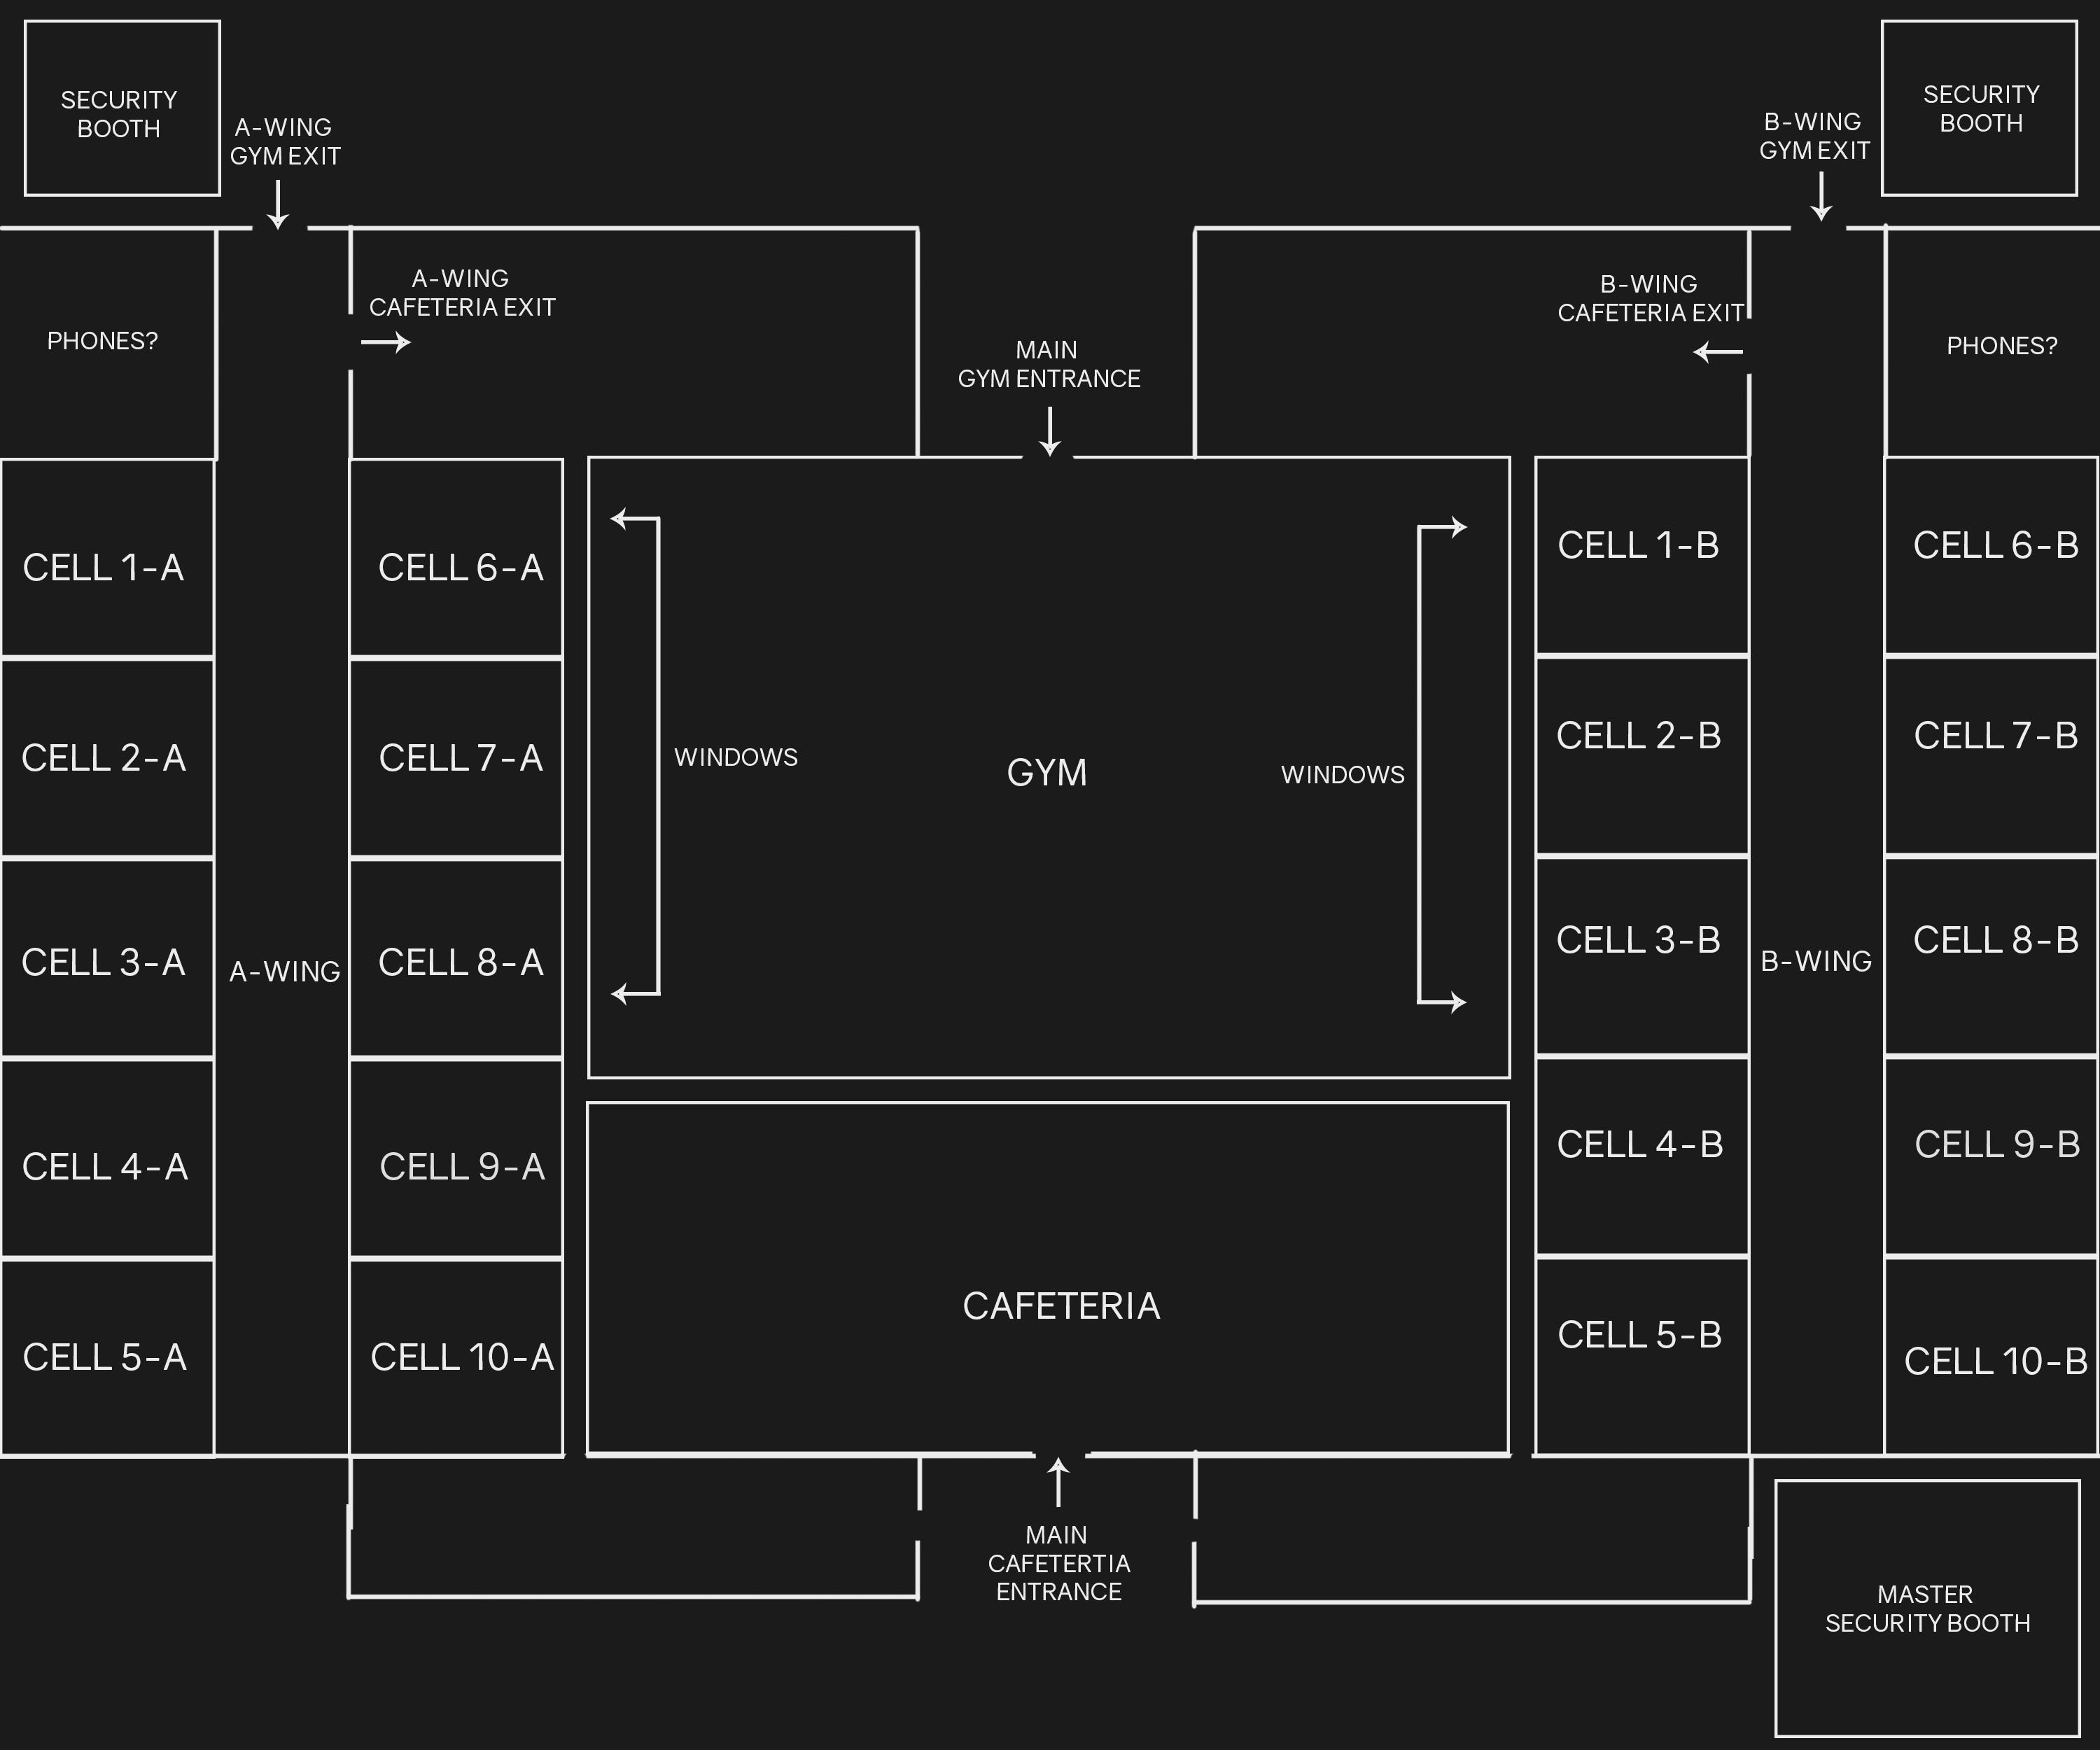 SECURITY
BOOTH
A-WING
GYM EXIT
B-WING
GYM EXIT
SECURITY
BOOTH
PHONES?
A-WING
CAFETERIA EXIT
MAIN
GYM ENTRANCE
B-WING
CAFETERIA EXIT
PHONES?
CELL 1-A
CELL 6-A
CELL 1-B
CELL 6-B
CELL 2-A
CELL 7-A
WINDOWS
GYM
WINDOWS
CELL 2-B
CELL 7-B
CELL 3-A
A-WING
CELL 8-A
CELL 3-B
B-WING
CELL 8-B
CELL 4-A
CELL 9-A
CELL 4-B
CELL 9-B
CELL 5-A
CELL 10-A
CAFETERIA
CELL 5-B
CELL 10-B
MAIN
CAFETERTIA
ENTRANCE
MASTER
SECURITY BOOTH